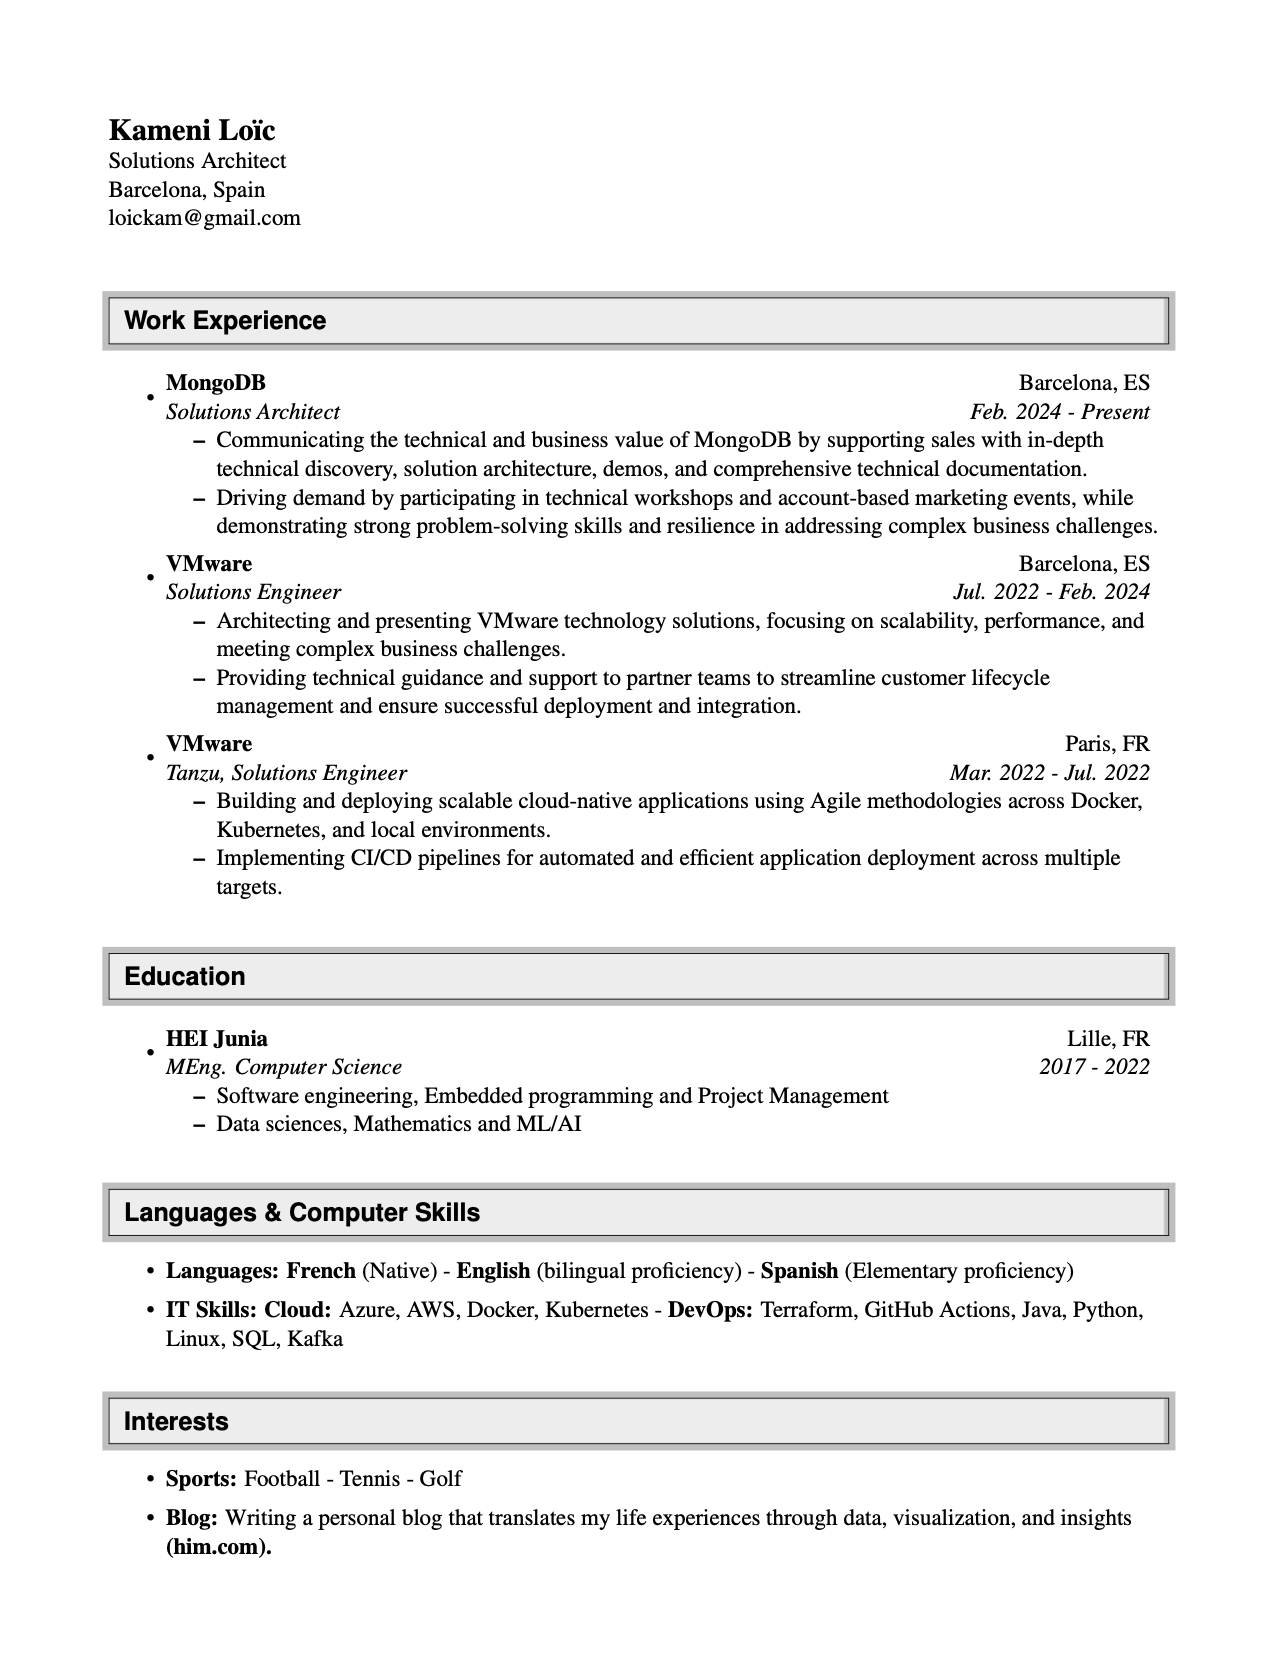 Kameni Loïc
Solutions Architect
Barcelona, Spain
loickam@gmail.com
Work Experience
• MongoDB Barcelona, ES
Solutions Architect Feb. 2024 - Present
– Communicating the technical and business value of MongoDB by supporting sales with in-depth
technical discovery, solution architecture, demos, and comprehensive technical documentation.
– Driving demand by participating in technical workshops and account-based marketing events, while
demonstrating strong problem-solving skills and resilience in addressing complex business challenges.
• VMware Barcelona, ES
Solutions Engineer Jul. 2022 - Feb. 2024
– Architecting and presenting VMware technology solutions, focusing on scalability, performance, and
meeting complex business challenges.
– Providing technical guidance and support to partner teams to streamline customer lifecycle
management and ensure successful deployment and integration.
• VMware Paris, FR
Tanzu, Solutions Engineer Mar. 2022 - Jul. 2022
– Building and deploying scalable cloud-native applications using Agile methodologies across Docker,
Kubernetes, and local environments.
– Implementing CI/CD pipelines for automated and efficient application deployment across multiple
targets.
Education
• HEI Junia Lille, FR
MEng. Computer Science 2017 - 2022
– Software engineering, Embedded programming and Project Management
– Data sciences, Mathematics and ML/AI
Languages & Computer Skills
• Languages: French (Native) - English (bilingual proficiency) - Spanish (Elementary proficiency)
• IT Skills: Cloud: Azure, AWS, Docker, Kubernetes - DevOps: Terraform, GitHub Actions, Java, Python,
Linux, SQL, Kafka
Interests
• Sports: Football - Tennis - Golf
• Blog: Writing a personal blog that translates my life experiences through data, visualization, and insights
(him.com).